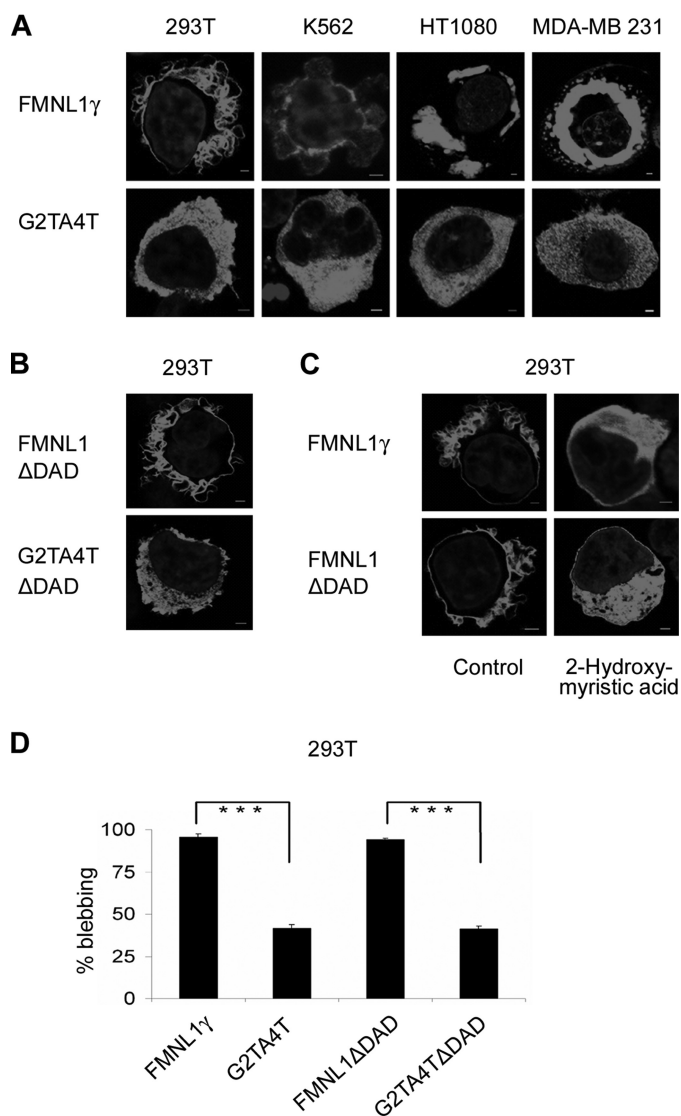 A
293T K562 HT1080 MDA-MB 231
FMNL1γ
G2TA4T
B
293T
FMNL1
ΔDAD
G2TA4T
ΔDAD
C
293T
FMNL1γ
FMNL1
ΔDAD
Control
2-Hydroxy-
myristic acid
D
293T
% blebbing
100
75
50
25
0
* * *
* * *
FMNL1γ
G2TA4T
FMNL1ΔDAD
G2TA4TΔDAD